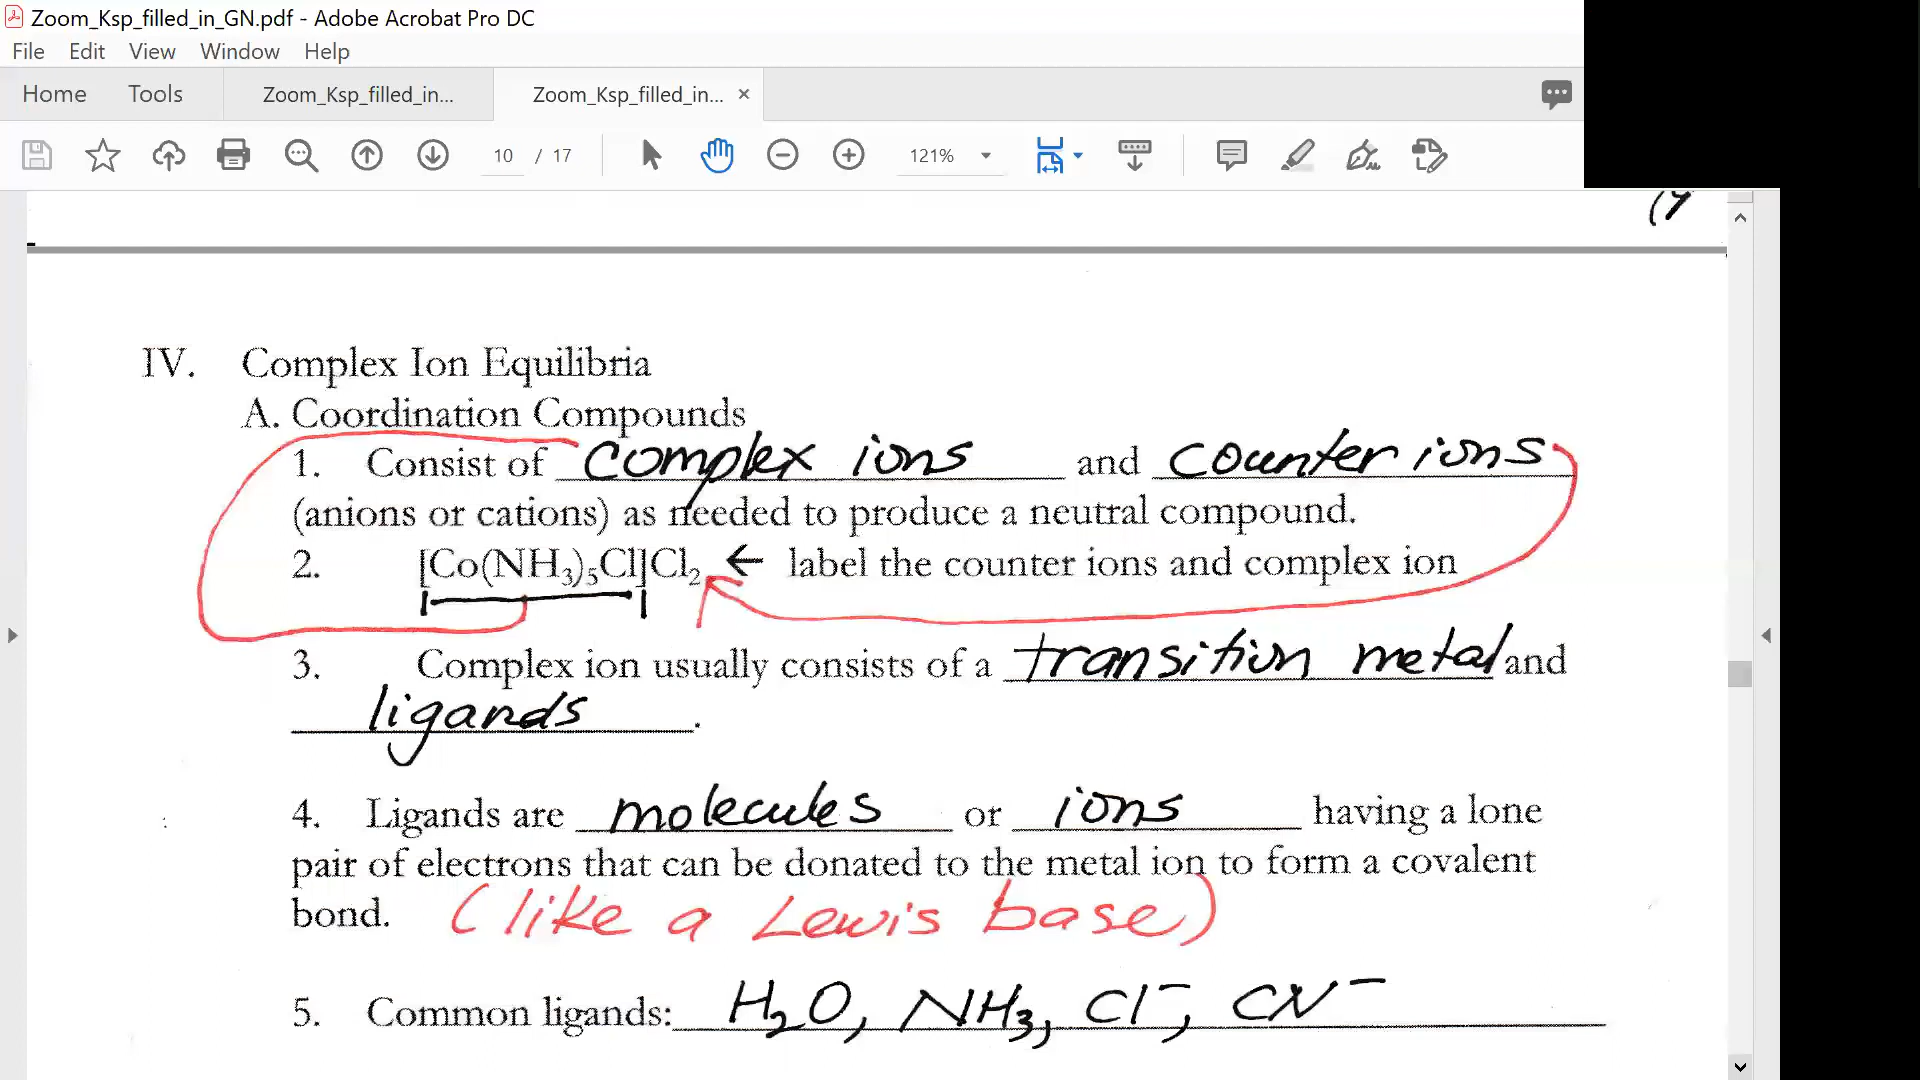 Zoom_Ksp_filled_in_GN.pdf - Adobe Acrobat Pro DC
File Edit View Window Help
Home Tools Zoom_Ksp_filled_in... Zoom_Ksp_filled_in... ×
10 / 17 121%
IV. Complex Ion Equilibria
A. Coordination Compounds
1. Consist of complex ions and counter ions
(anions or cations) as needed to produce a neutral compound.
2. [Co(NH₃)₅Cl]Cl₂ ← label the counter ions and complex ion
3. Complex ion usually consists of a transition metal and
ligands.
4. Ligands are molecules or ions having a lone
pair of electrons that can be donated to the metal ion to form a covalent
bond. (like a Lewis base)
5. Common ligands: H₂O, NH₃, Cl⁻, CN⁻